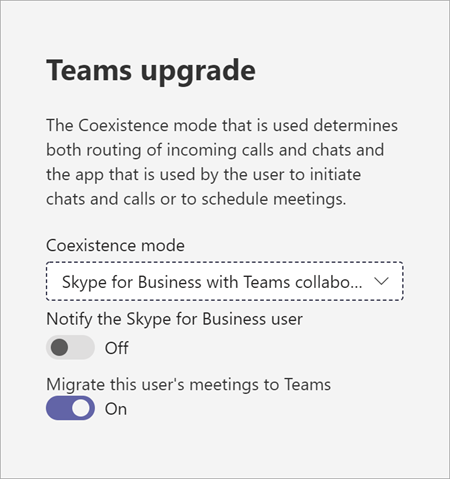 Teams upgrade
The Coexistence mode that is used determines
both routing of incoming calls and chats and
the app that is used by the user to initiate
chats and calls or to schedule meetings.
Coexistence mode
Skype for Business with Teams collabo...
Notify the Skype for Business user
Off
Migrate this user's meetings to Teams
On